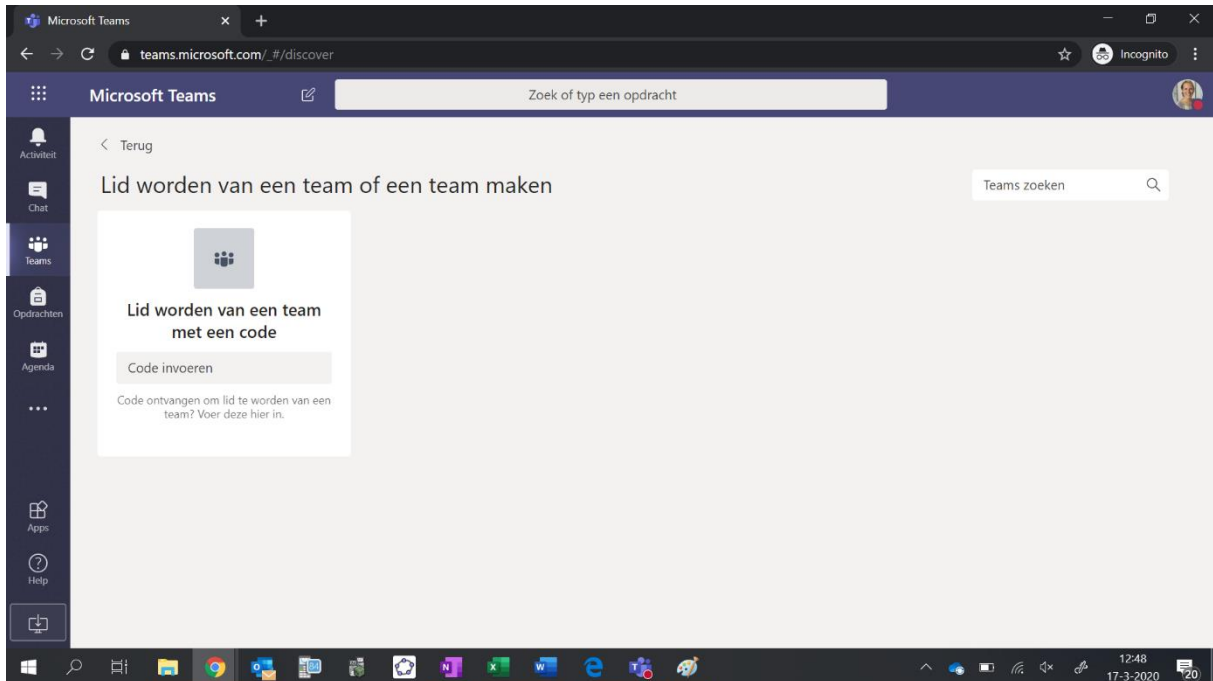 Microsoft Teams
teams.microsoft.com/_#/discover
Incognito
Microsoft Teams
Zoek of typ een opdracht
Activiteit
Chat
Teams
Opdrachten
Agenda
Apps
Help
Terug
Lid worden van een team of een team maken
Teams zoeken
Lid worden van een team
met een code
Code invoeren
Code ontvangen om lid te worden van een
team? Voer deze hier in.
12:48
17-3-2020
20